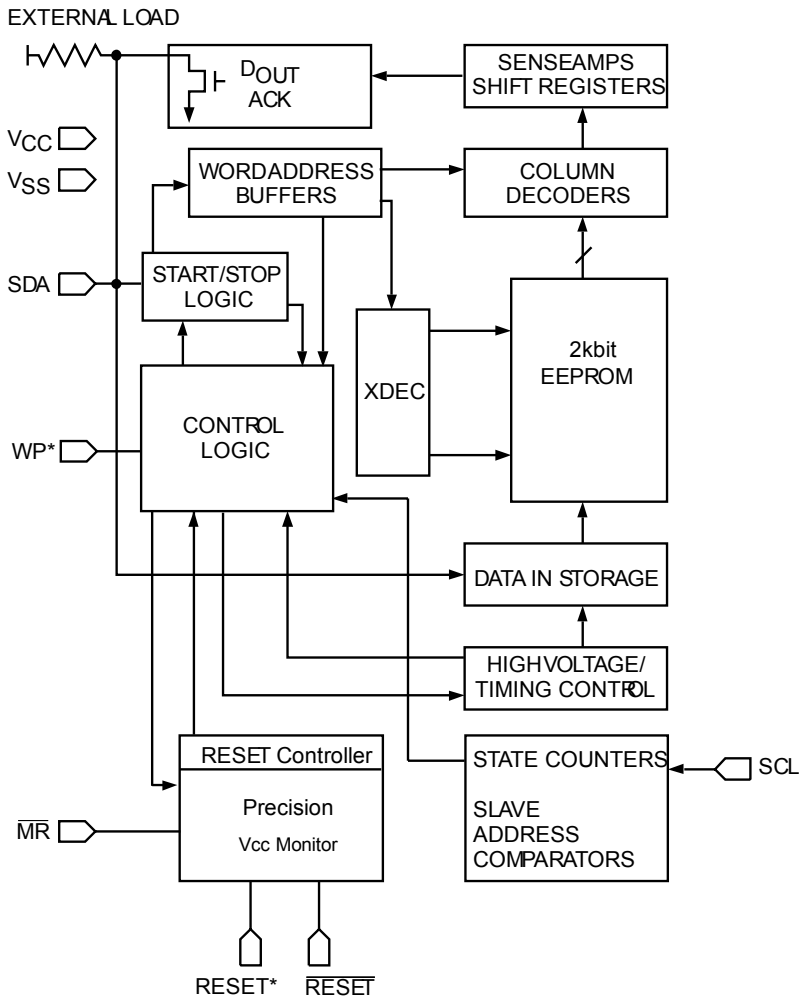 EXTERNAL LOAD
DOUT
ACK
SENSEAMPS
SHIFT REGISTERS
VCC
VSS
WORDADDRESS
BUFFERS
COLUMN
DECODERS
SDA
START/STOP
LOGIC
XDEC
2kbit
EEPROM
WP*
CONTROL
LOGIC
DATA IN STORAGE
HIGHVOLTAGE/
TIMING CONTROL
RESET Controller
Precision
Vcc Monitor
MR
STATE COUNTERS
SLAVE
ADDRESS
COMPARATORS
SCL
RESET*
RESET